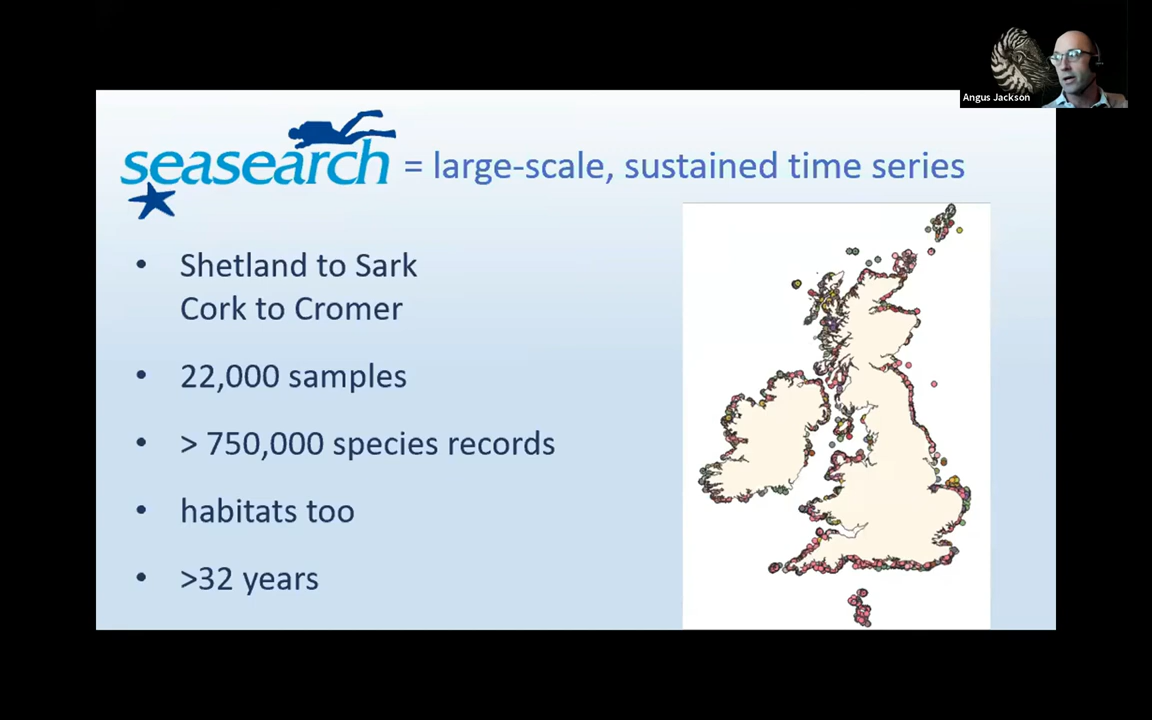 Angus Jackson
seasearch = large-scale, sustained time series
• Shetland to Sark
Cork to Cromer
• 22,000 samples
• > 750,000 species records
• habitats too
• >32 years